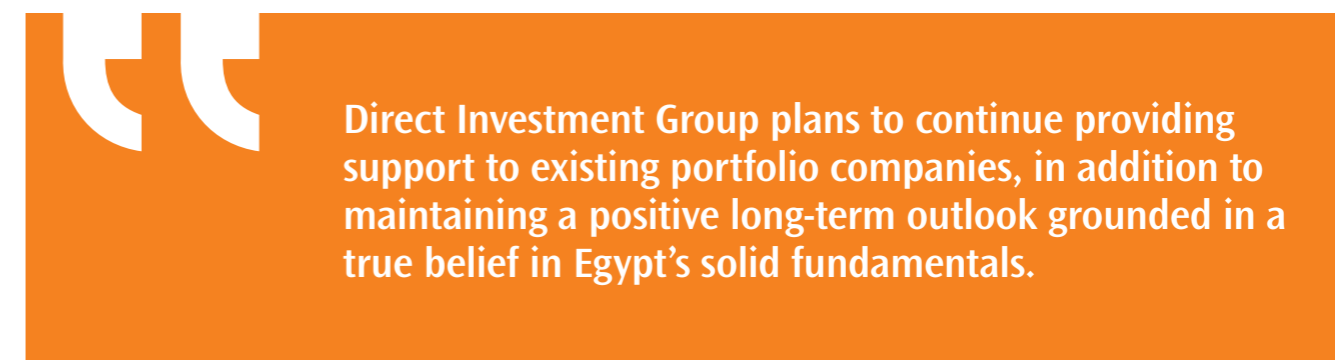 Direct Investment Group plans to continue providing
support to existing portfolio companies, in addition to
maintaining a positive long-term outlook grounded in a
true belief in Egypt’s solid fundamentals.